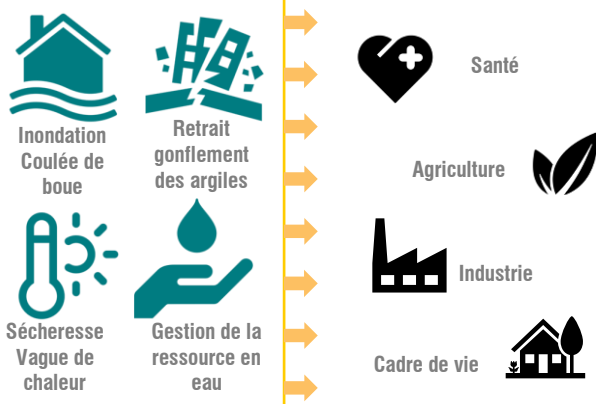 Inondation
Coulée de
boue
Retrait
gonflement
des argiles
Sécheresse
Vague de
chaleur
Gestion de la
ressource en
eau
Santé
Agriculture
Industrie
Cadre de vie